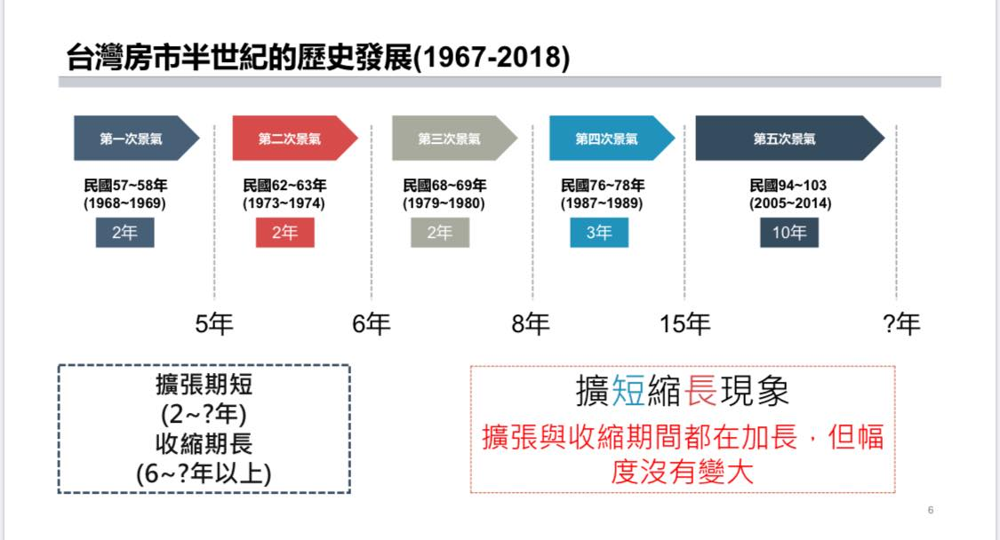 台灣房市半世紀的歷史發展(1967-2018)
第一次景氣
第二次景氣
第三次景氣
第四次景氣
第五次景氣
民國57~58年
(1968~1969)
2年
民國62~63年
(1973~1974)
2年
民國68~69年
(1979~1980)
2年
民國76~78年
(1987~1989)
3年
民國94~103
(2005~2014)
10年
5年
6年
8年
15年
?年
擴張期短
(2~?年)
收縮期長
(6~?年以上)
擴短縮長現象
擴張與收縮期間都在加長，但幅
度沒有變大
6